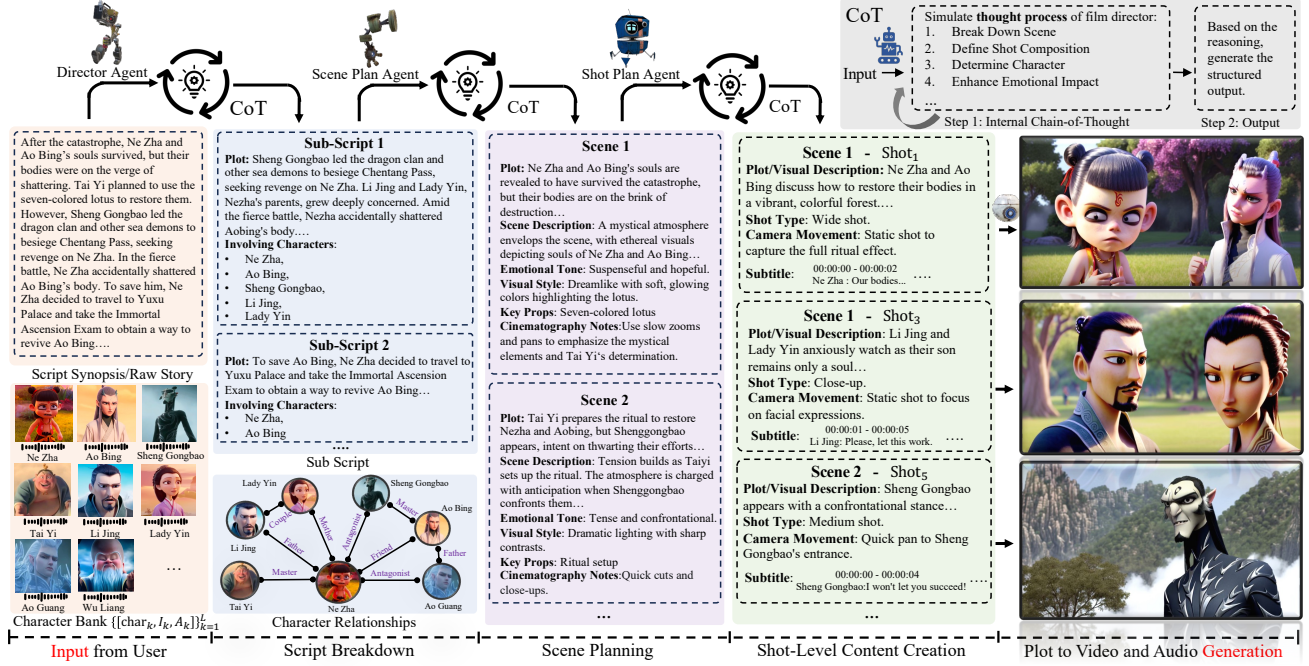 Director Agent
CoT
Scene Plan Agent
CoT
Shot Plan Agent
CoT
CoT
Input
Simulate thought process of film director:
1. Break Down Scene
2. Define Shot Composition
3. Determine Character
4. Enhance Emotional Impact
...
Step 1: Internal Chain-of-Thought
Based on the
reasoning,
generate the
structured
output.
Step 2: Output
After the catastrophe, Ne Zha and
Ao Bing's souls survived, but their
bodies were on the verge of
shattering. Tai Yi planned to use the
seven-colored lotus to restore them.
However, Sheng Gongbao led the
dragon clan and other sea demons to
besiege Chentang Pass, seeking
revenge on Ne Zha. In the fierce
battle, Ne Zha accidentally shattered
Ao Bing's body. To save him, Ne
Zha decided to travel to Yuxu
Palace and take the Immortal
Ascension Exam to obtain a way to
revive Ao Bing….
Script Synopsis/Raw Story
Ne Zha
Ao Bing
Sheng Gongbao
Tai Yi
Li Jing
Lady Yin
Ao Guang
Wu Liang
...
Character Bank {[char_k, I_k, A_k]}_{k=1}^L
Input from User
Sub-Script 1
Plot: Sheng Gongbao led the dragon clan and
other sea demons to besiege Chentang Pass,
seeking revenge on Ne Zha. Li Jing and Lady Yin,
Nezha's parents, grew deeply concerned. Amid
the fierce battle, Nezha accidentally shattered
Aobing's body….
Involving Characters:
• Ne Zha,
• Ao Bing,
• Sheng Gongbao,
• Li Jing,
• Lady Yin
Sub-Script 2
Plot: To save Ao Bing, Ne Zha decided to travel to
Yuxu Palace and take the Immortal Ascension
Exam to obtain a way to revive Ao Bing…
Involving Characters:
• Ne Zha,
• Ao Bing
....
Sub Script
Lady Yin
Sheng Gongbao
Ao Bing
Li Jing
Tai Yi
Ne Zha
Ao Guang
Couple
Mother
Father
Master
Antagonist
Master
Friend
Father
Antagonist
Character Relationships
Script Breakdown
Scene 1
Plot: Ne Zha and Ao Bing's souls are
revealed to have survived the catastrophe,
but their bodies are on the brink of
destruction…
Scene Description: A mystical atmosphere
envelops the scene, with ethereal visuals
depicting souls of Ne Zha and Ao Bing…
Emotional Tone: Suspenseful and hopeful.
Visual Style: Dreamlike with soft, glowing
colors highlighting the lotus.
Key Props: Seven-colored lotus
Cinematography Notes:Use slow zooms
and pans to emphasize the mystical
elements and Tai Yi's determination.
Scene 2
Plot: Tai Yi prepares the ritual to restore
Nezha and Aobing, but Shenggongbao
appears, intent on thwarting their efforts…
Scene Description: Tension builds as Taiyi
sets up the ritual. The atmosphere is charged
with anticipation when Shenggongbao
confronts them…
Emotional Tone: Tense and confrontational.
Visual Style: Dramatic lighting with sharp
contrasts.
Key Props: Ritual setup
Cinematography Notes:Quick cuts and
close-ups.
...
Scene Planning
Scene 1 - Shot1
Plot/Visual Description: Ne Zha and Ao
Bing discuss how to restore their bodies in
a vibrant, colorful forest.…
Shot Type: Wide shot.
Camera Movement: Static shot to
capture the full ritual effect.
Subtitle: 00:00:00 - 00:00:02 ....
Ne Zha : Our bodies...
Scene 1 - Shot3
Plot/Visual Description: Li Jing and
Lady Yin anxiously watch as their son
remains only a soul…
Shot Type: Close-up.
Camera Movement: Static shot to focus
on facial expressions.
Subtitle: 00:00:01 - 00:00:05 ....
Li Jing: Please, let this work.
Scene 2 - Shot5
Plot/Visual Description: Sheng Gongbao
appears with a confrontational stance…
Shot Type: Medium shot.
Camera Movement: Quick pan to Sheng
Gongbao's entrance.
Subtitle: 00:00:00 - 00:00:04 ....
Sheng Gongbao:I won't let you succeed!
...
Shot-Level Content Creation
Plot to Video and Audio Generation